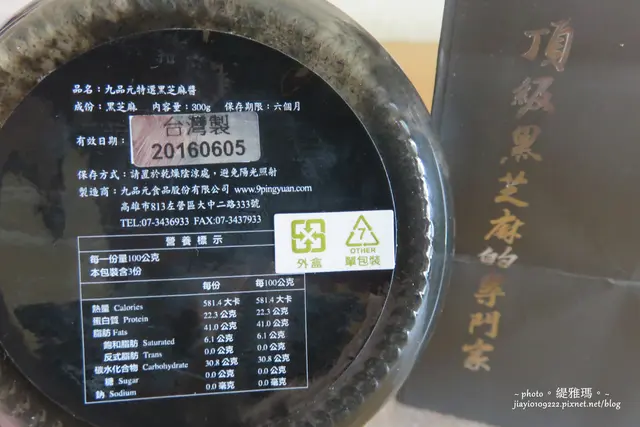 品名：九品元特選黑芝麻醬
成份：黑芝麻 內容量：300g 保存期限：六個月
有效日期：
台灣製
20160605
保存方式：請置於乾燥陰涼處，避免陽光照射
製造商：九品元食品股份有限公司 www.9pingyuan.com
高雄市813左營區大中二路333號
TEL:07-3436933 FAX:07-3437933
營養標示
每一份量100公克
本包裝含3份
每份 每100公克
熱量 Calories 581.4 大卡 581.4 大卡
蛋白質 Protein 22.3 公克 22.3 公克
脂肪 Fats 41.0 公克 41.0 公克
飽和脂肪 Saturated 6.1 公克 6.1 公克
反式脂肪 Trans 0.0 公克 0.0 公克
碳水化合物 Carbohydrate 30.8 公克 30.8 公克
糖 Sugar 0.0 公克 0.0 公克
鈉 Sodium 0.0 毫克 0.0 毫克
外盒
7
OTHER
單包裝
頂級黑芝麻的專門家
~ photo。緹雅瑪。~
jiayio109222.pixnet.net/blog